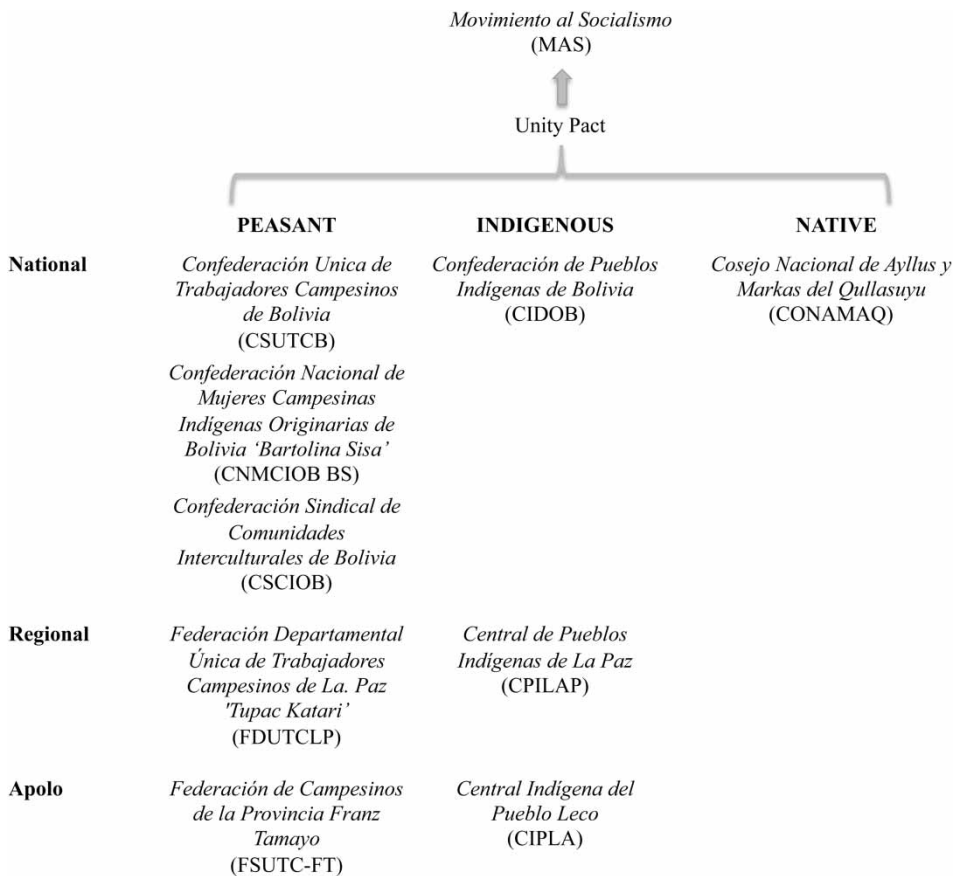 Movimiento al Socialismo
(MAS)
Unity Pact
PEASANT
INDIGENOUS
NATIVE
National
Confederación Unica de
Trabajadores Campesinos
de Bolivia
(CSUTCB)
Confederación de Pueblos
Indígenas de Bolivia
(CIDOB)
Cosejo Nacional de Ayllus y
Markas del Qullasuyu
(CONAMAQ)
Confederación Nacional de
Mujeres Campesinas
Indígenas Originarias de
Bolivia ‘Bartolina Sisa’
(CNMCIOB BS)
Confederación Sindical de
Comunidades
Interculturales de Bolivia
(CSCIOB)
Regional
Federación Departamental
Única de Trabajadores
Campesinos de La. Paz
'Tupac Katari’
(FDUTCLP)
Central de Pueblos
Indígenas de La Paz
(CPILAP)
Apolo
Federación de Campesinos
de la Provincia Franz
Tamayo
(FSUTC-FT)
Central Indígena del
Pueblo Leco
(CIPLA)